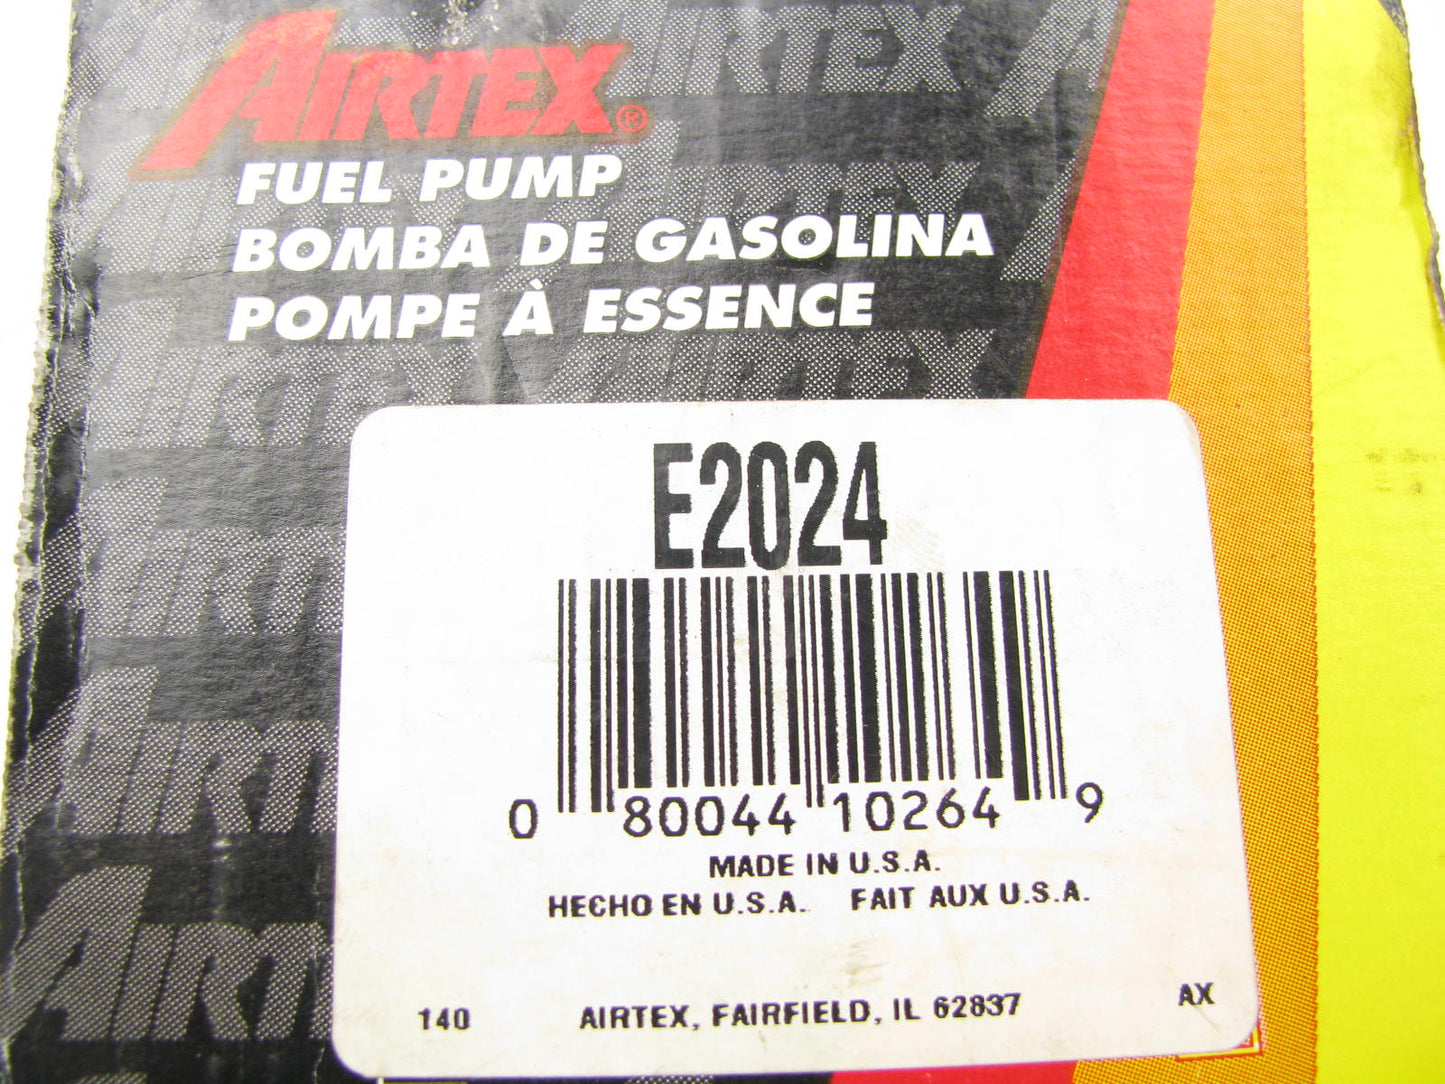 AIRTEX®
FUEL PUMP
BOMBA DE GASOLINA
POMPE À ESSENCE
E2024
0 80044 10264 9
MADE IN U.S.A.
HECHO EN U.S.A. FAIT AUX U.S.A.
140 AIRTEX, FAIRFIELD, IL 62837 AX